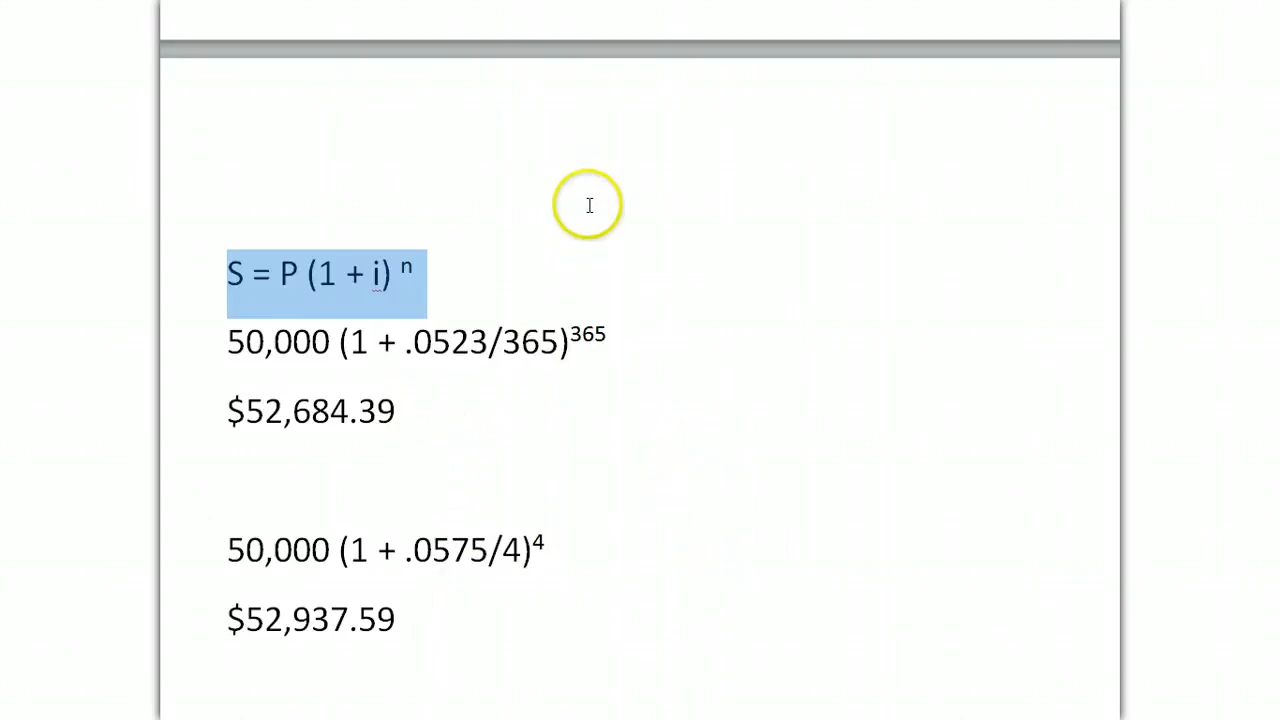 S = P (1 + i) ⁿ
50,000 (1 + .0523/365)³⁶⁵
$52,684.39
50,000 (1 + .0575/4)⁴
$52,937.59